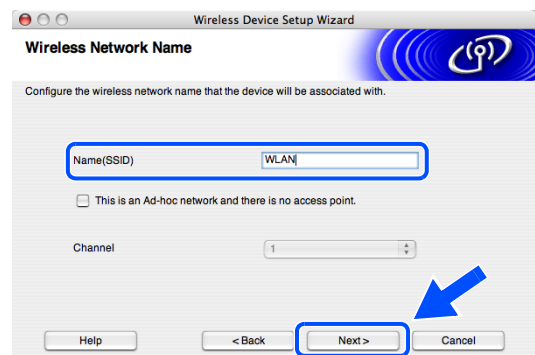 Wireless Device Setup Wizard
Wireless Network Name
Configure the wireless network name that the device will be associated with.
Name(SSID) WLAN
This is an Ad-hoc network and there is no access point.
Channel 1
Help < Back Next > Cancel